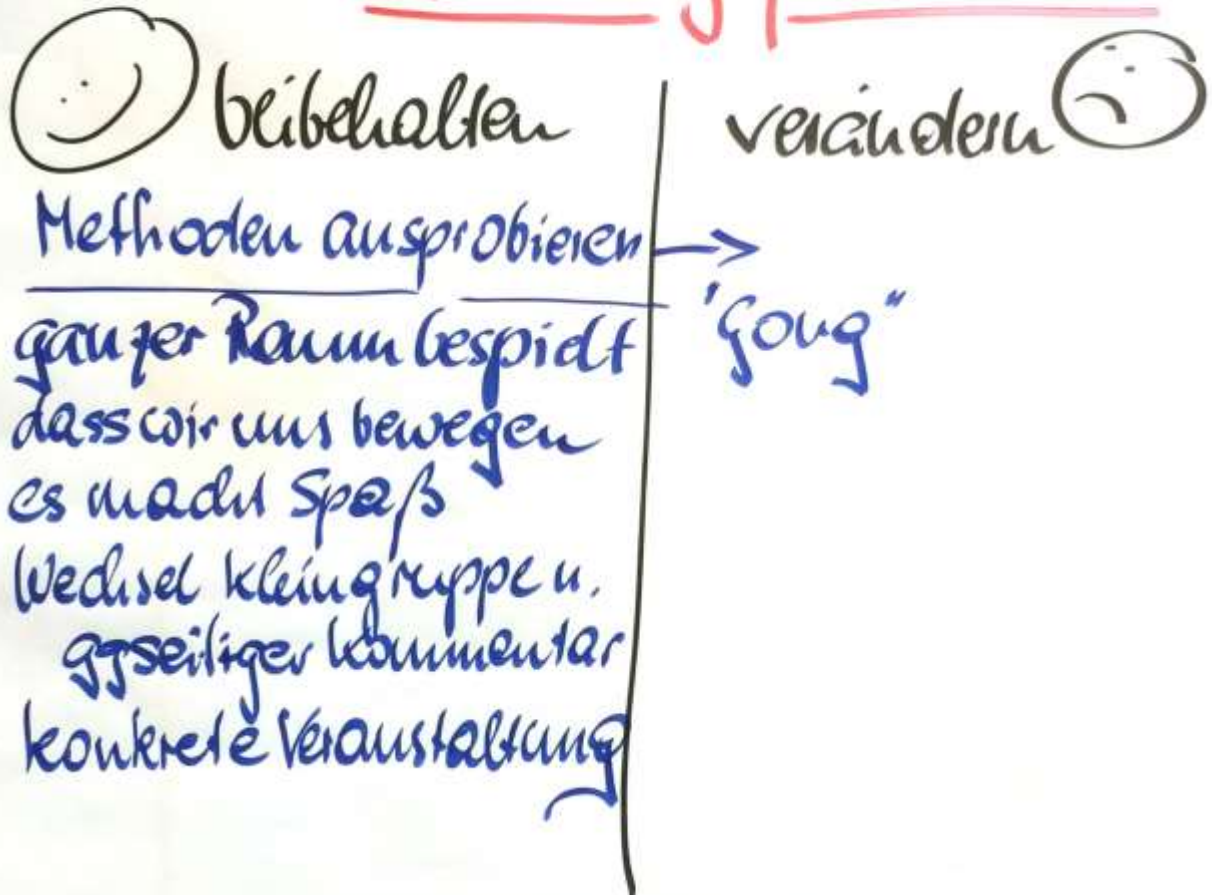 beibehalten
verändern
Methoden ausprobieren →
ganzer Raum bespielt
"Gong"
dass wir uns bewegen
es macht Spaß
Wechsel Kleingruppe u.
ggseitiger Kommentar
konkrete Veranstaltung